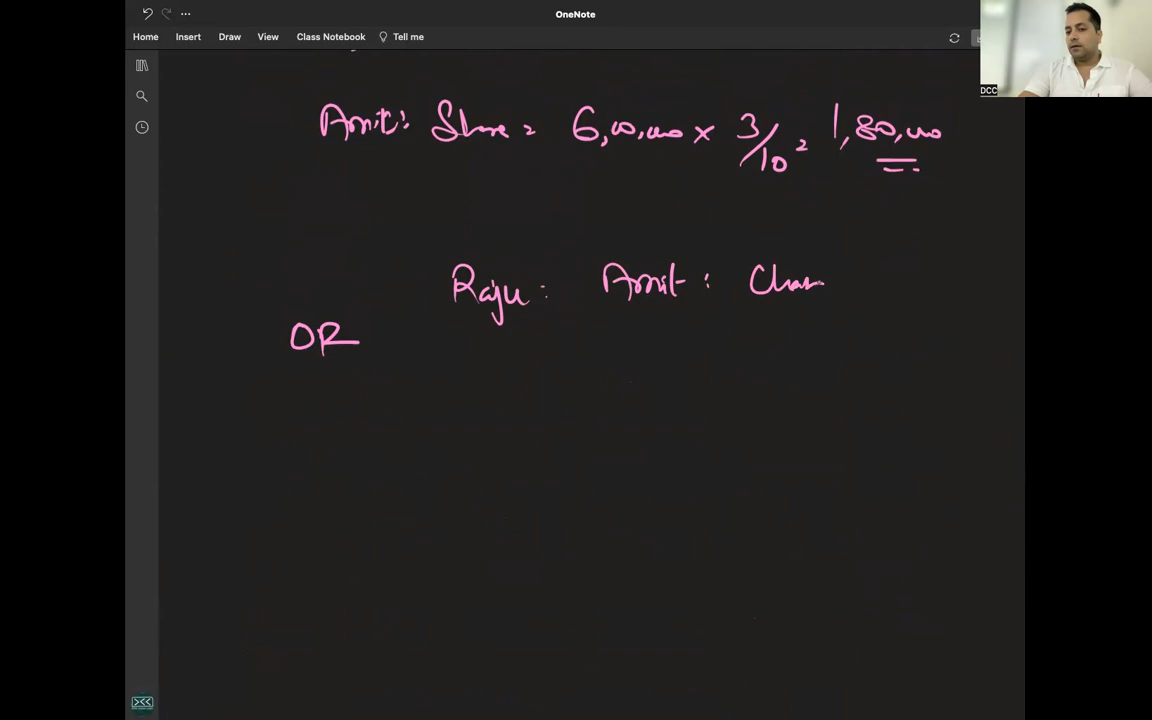 OneNote
Home Insert Draw View Class Notebook Tell me
DCC
Amit's Share = 6,00,000 x 3/10 = 1,80,000
Raju : Amit : Char
OR